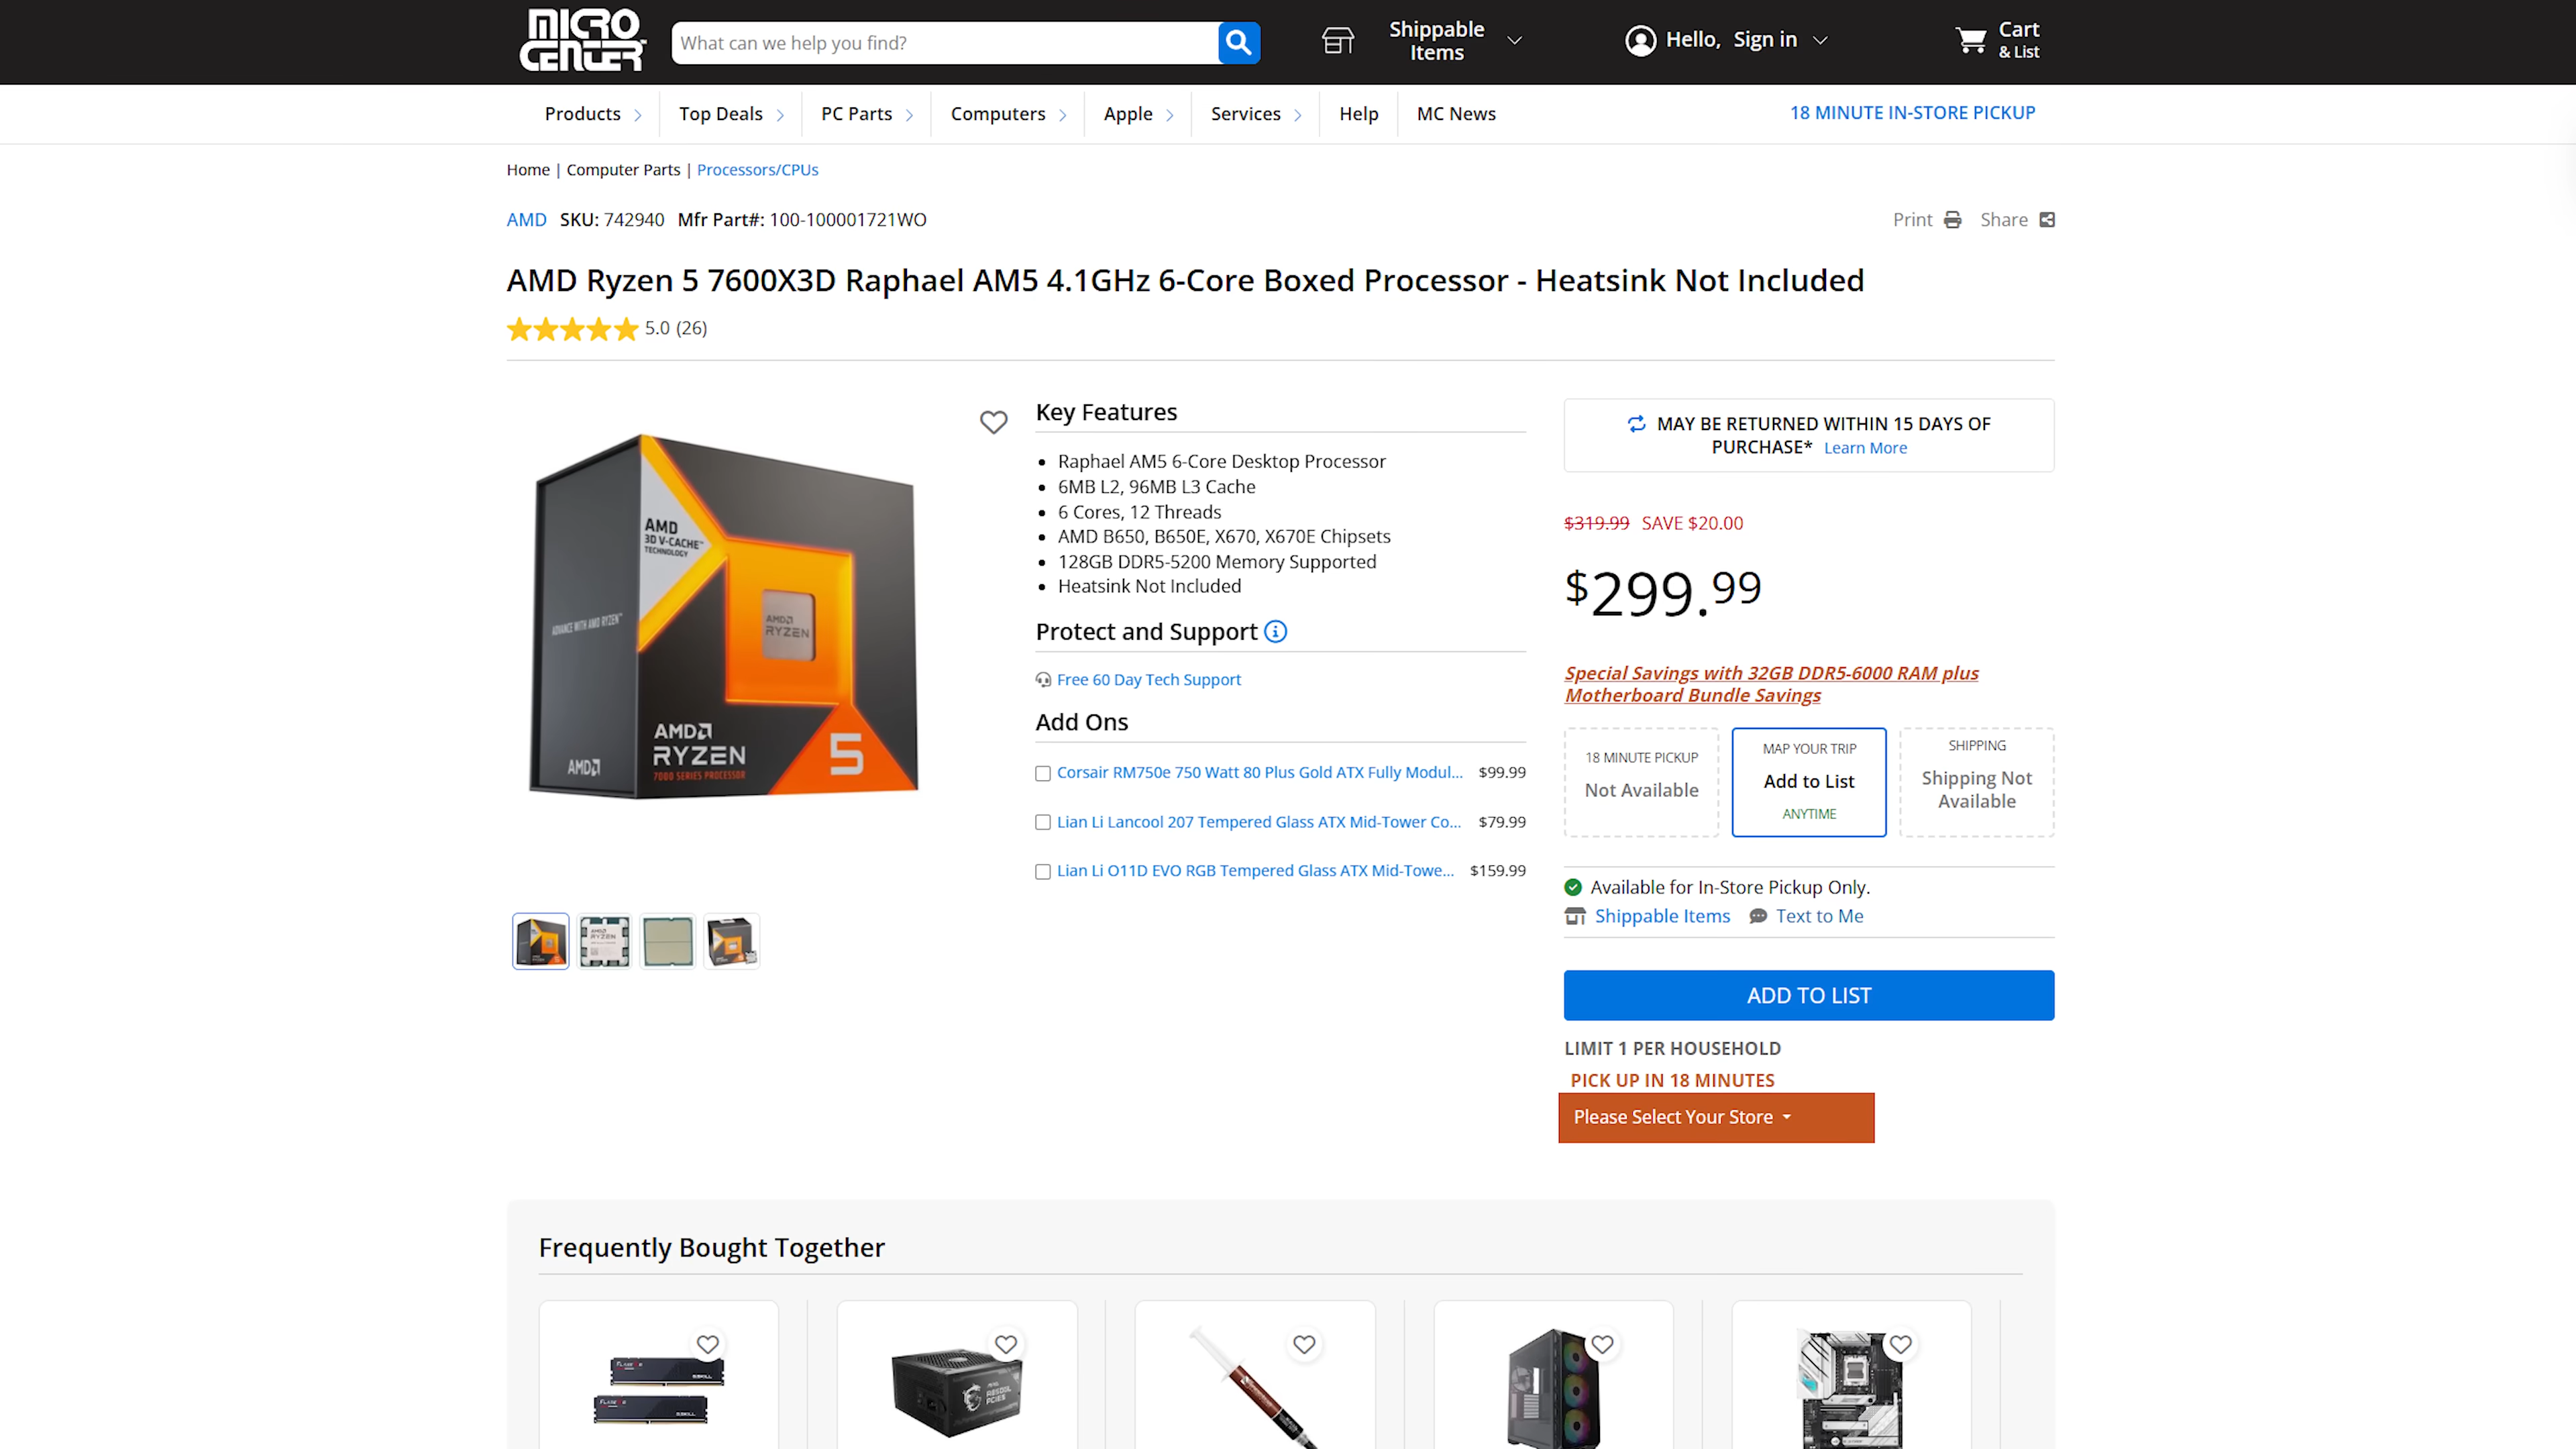 MICRO
CENTER
What can we help you find?
Shippable
Items
Hello, Sign in
Cart
& List
Products
Top Deals
PC Parts
Computers
Apple
Services
Help
MC News
18 MINUTE IN-STORE PICKUP
Home | Computer Parts | Processors/CPUs
AMD SKU: 742940 Mfr Part#: 100-100001721WO
Print
Share
AMD Ryzen 5 7600X3D Raphael AM5 4.1GHz 6-Core Boxed Processor - Heatsink Not Included
5.0 (26)
AMD
3D V-CACHE™
TECHNOLOGY
ADVANCE WITH AMD RYZEN™
AMD
RYZEN
AMD
RYZEN
7000 SERIES PROCESSOR
5
AMD
Key Features
Raphael AM5 6-Core Desktop Processor
6MB L2, 96MB L3 Cache
6 Cores, 12 Threads
AMD B650, B650E, X670, X670E Chipsets
128GB DDR5-5200 Memory Supported
Heatsink Not Included
Protect and Support
Free 60 Day Tech Support
Add Ons
Corsair RM750e 750 Watt 80 Plus Gold ATX Fully Modul... $99.99
Lian Li Lancool 207 Tempered Glass ATX Mid-Tower Co... $79.99
Lian Li O11D EVO RGB Tempered Glass ATX Mid-Towe... $159.99
MAY BE RETURNED WITHIN 15 DAYS OF
PURCHASE* Learn More
$319.99 SAVE $20.00
$299.99
Special Savings with 32GB DDR5-6000 RAM plus
Motherboard Bundle Savings
18 MINUTE PICKUP
Not Available
MAP YOUR TRIP
Add to List
ANYTIME
SHIPPING
Shipping Not
Available
Available for In-Store Pickup Only.
Shippable Items
Text to Me
ADD TO LIST
LIMIT 1 PER HOUSEHOLD
PICK UP IN 18 MINUTES
Please Select Your Store
Frequently Bought Together